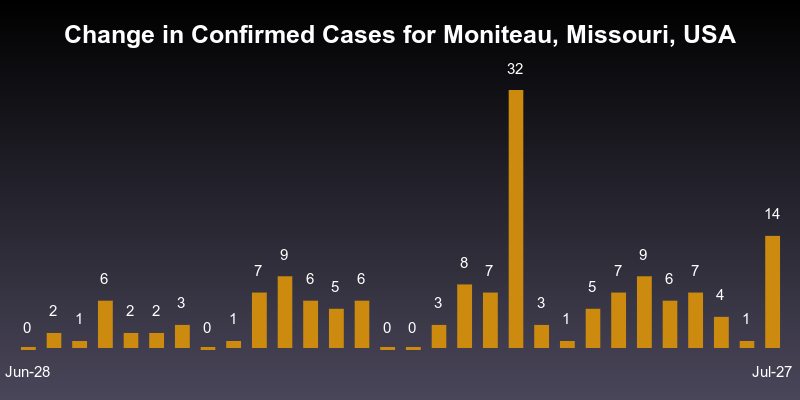 Change in Confirmed Cases for Moniteau, Missouri, USA
0 2 1 6 2 2 3 0 1 7 9 6 5 6 0 0 3 8 7 32 3 1 5 7 9 6 7 4 1 14
Jun-28 Jul-27